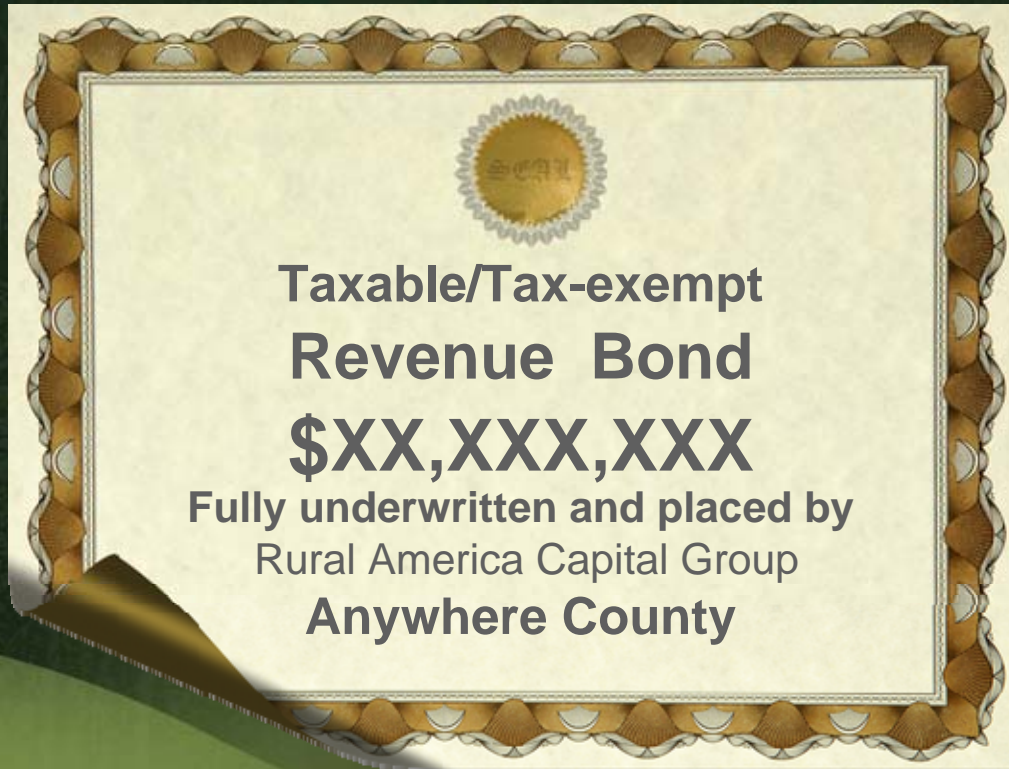 SEAL
Taxable/Tax-exempt
Revenue Bond
$XX,XXX,XXX
Fully underwritten and placed by
Rural America Capital Group
Anywhere County